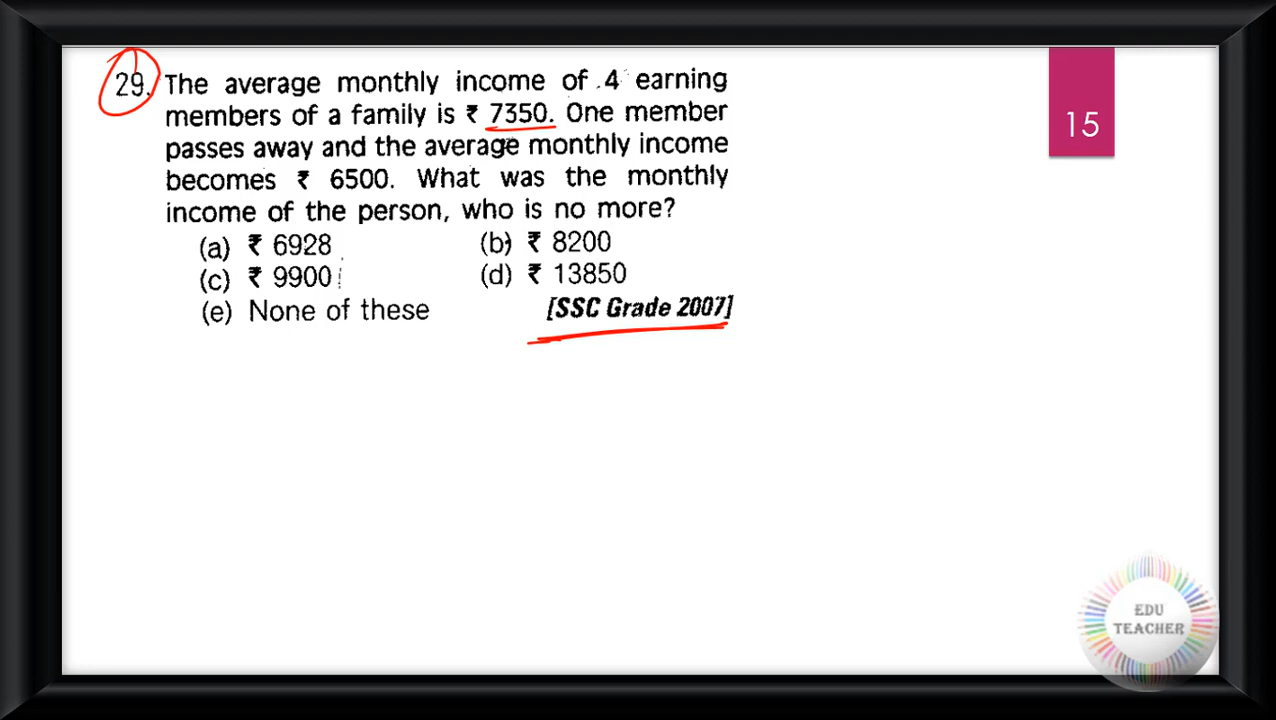 29. The average monthly income of 4 earning
members of a family is ₹ 7350. One member
passes away and the average monthly income
becomes ₹ 6500. What was the monthly
income of the person, who is no more?
(a) ₹ 6928 (b) ₹ 8200
(c) ₹ 9900 (d) ₹ 13850
(e) None of these [SSC Grade 2007]
15
EDU
TEACHER